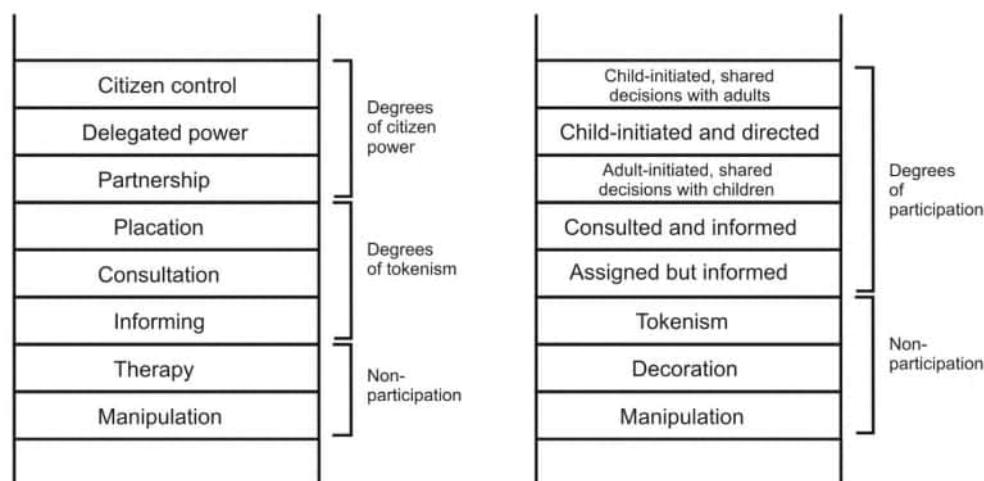 Citizen control
Delegated power
Partnership
Placation
Consultation
Informing
Therapy
Manipulation
Degrees
of citizen
power
Degrees
of tokenism
Non-
participation
Child-initiated, shared
decisions with adults
Child-initiated and directed
Adult-initiated, shared
decisions with children
Consulted and informed
Assigned but informed
Tokenism
Decoration
Manipulation
Degrees
of
participation
Non-
participation